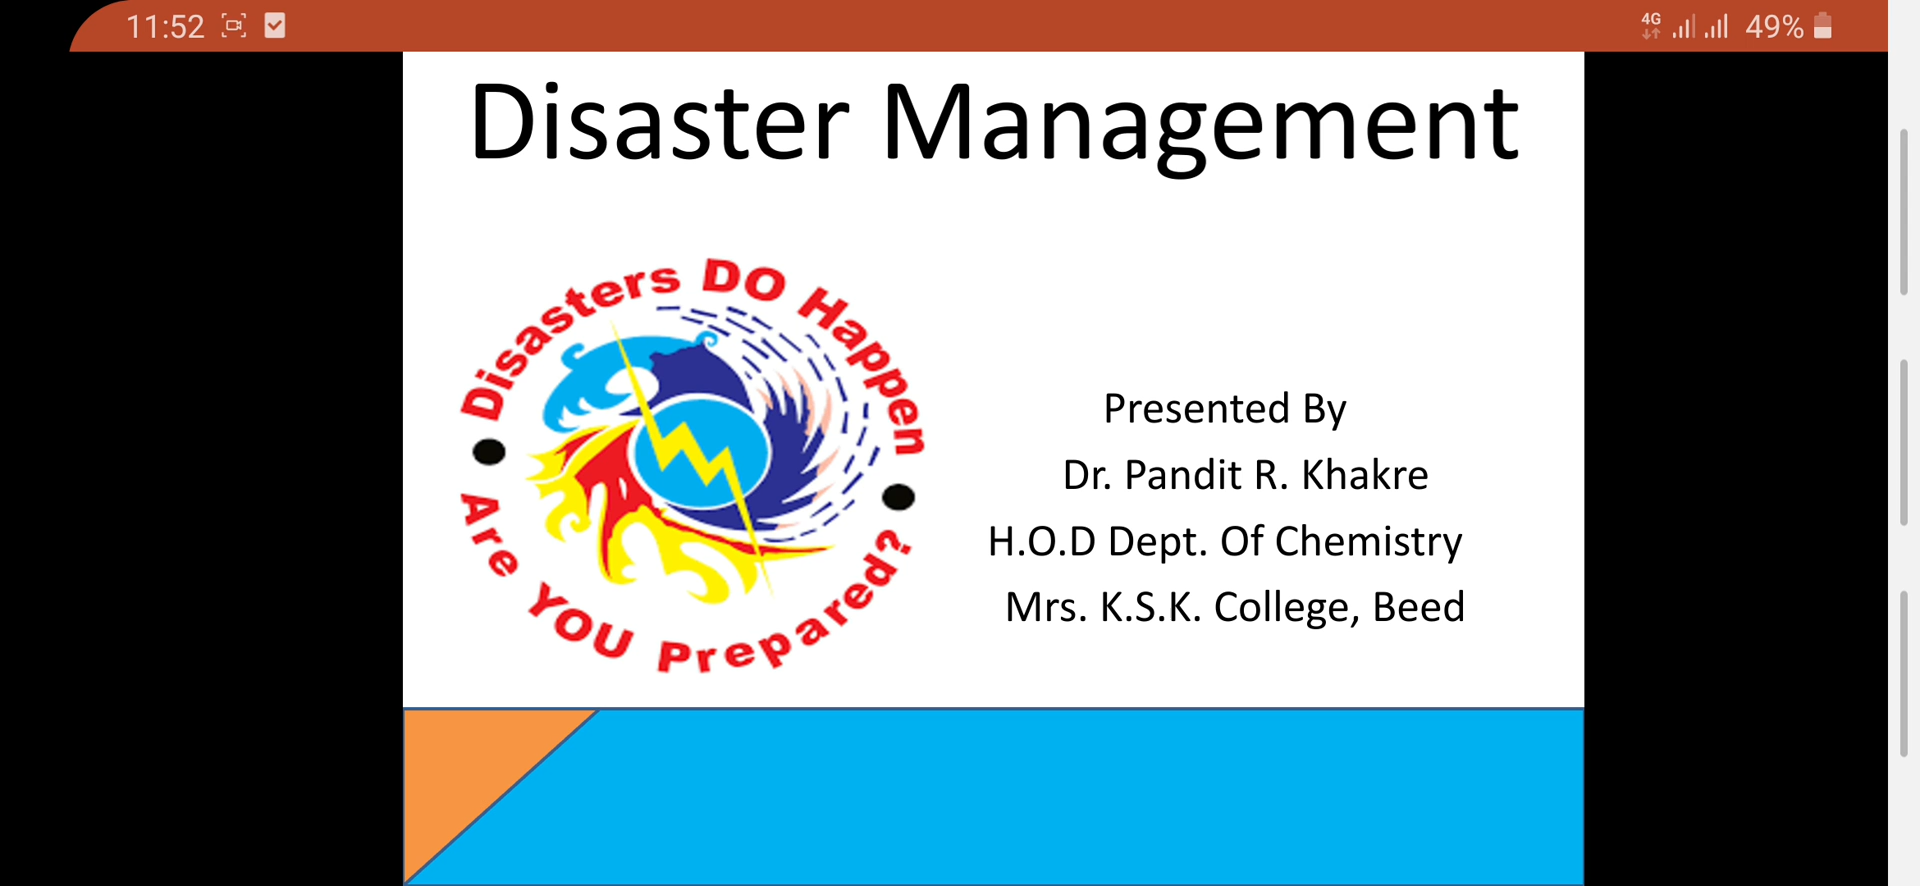 11:52
4G
49%
Disaster Management
Disasters DO Happen
Are YOU Prepared?
Presented By
Dr. Pandit R. Khakre
H.O.D Dept. Of Chemistry
Mrs. K.S.K. College, Beed